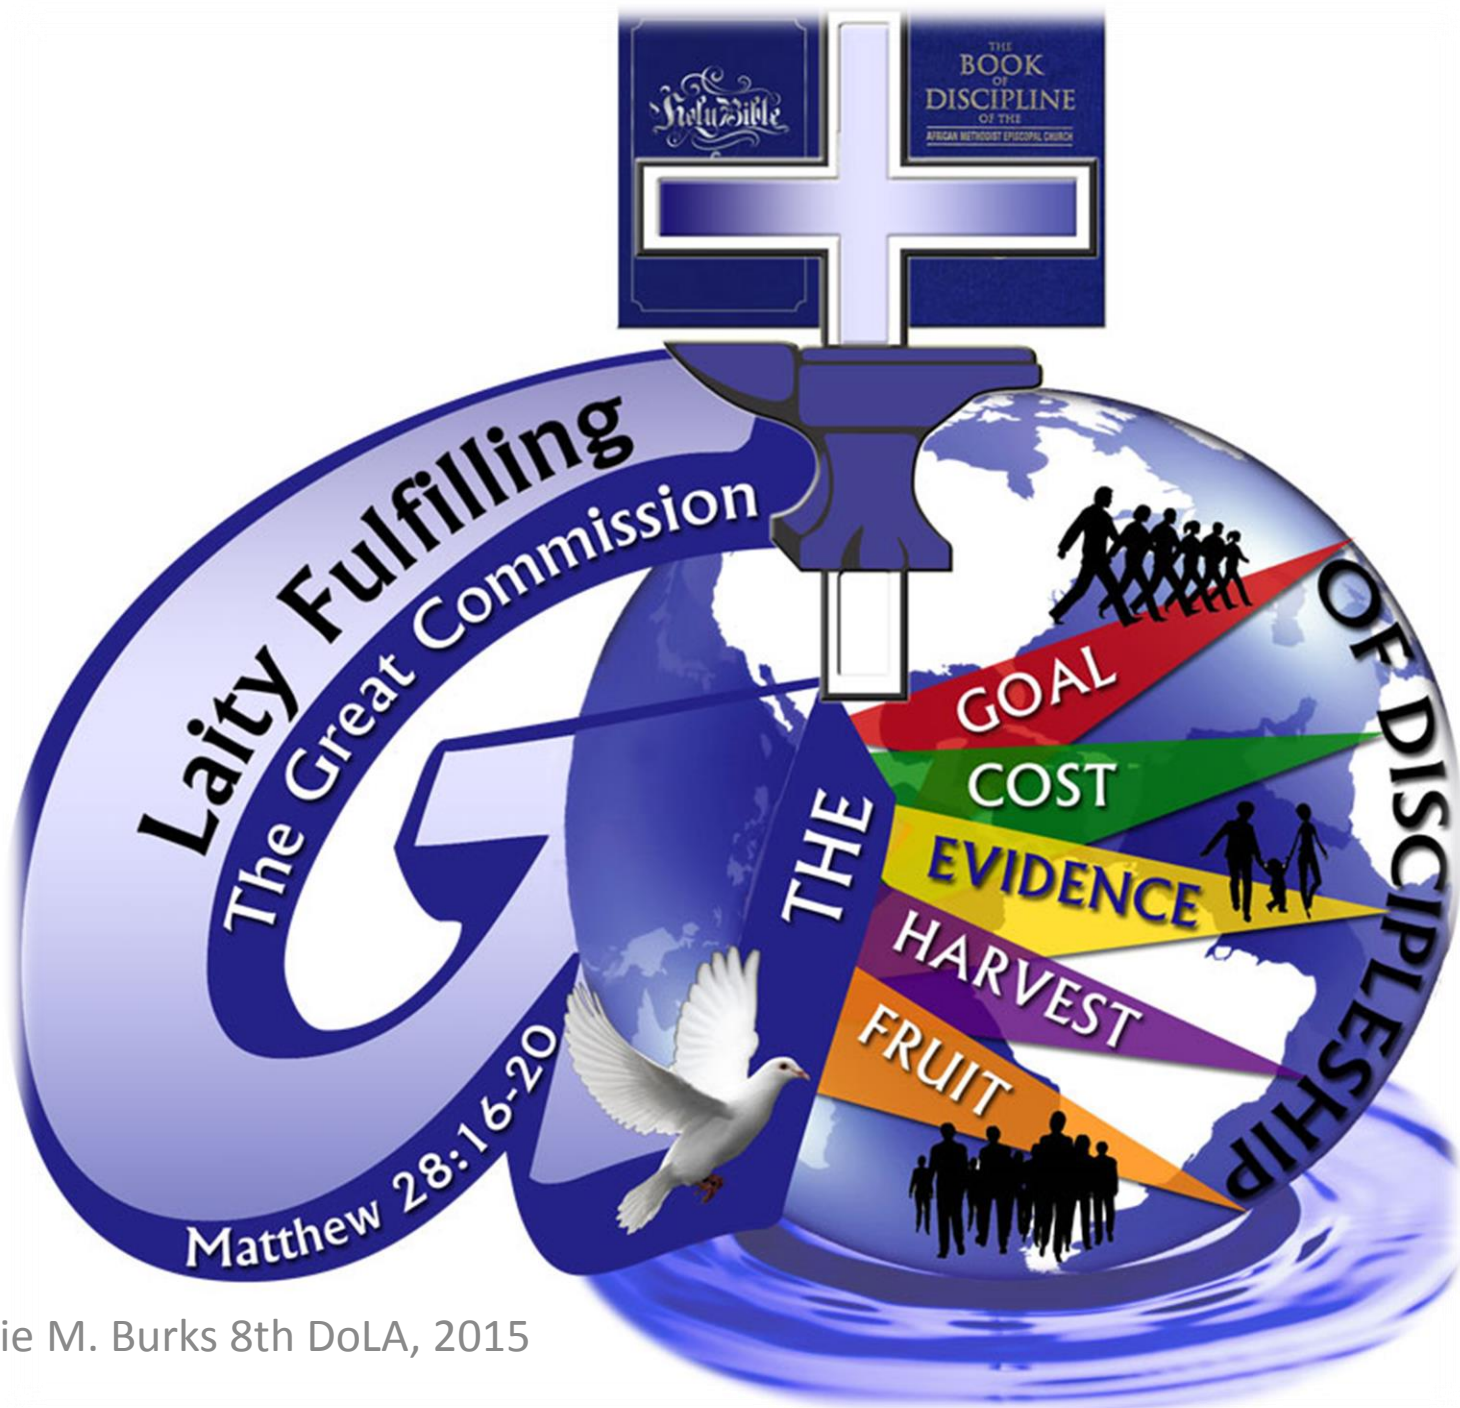 Holy Bible
THE
BOOK
OF
DISCIPLINE
OF THE
AFRICAN METHODIST EPISCOPAL CHURCH
Laity Fulfilling
The Great Commission
Matthew 28:16-20
THE
GOAL
COST
EVIDENCE
HARVEST
FRUIT
OF DISCIPLESHIP
ie M. Burks 8th DoLA, 2015